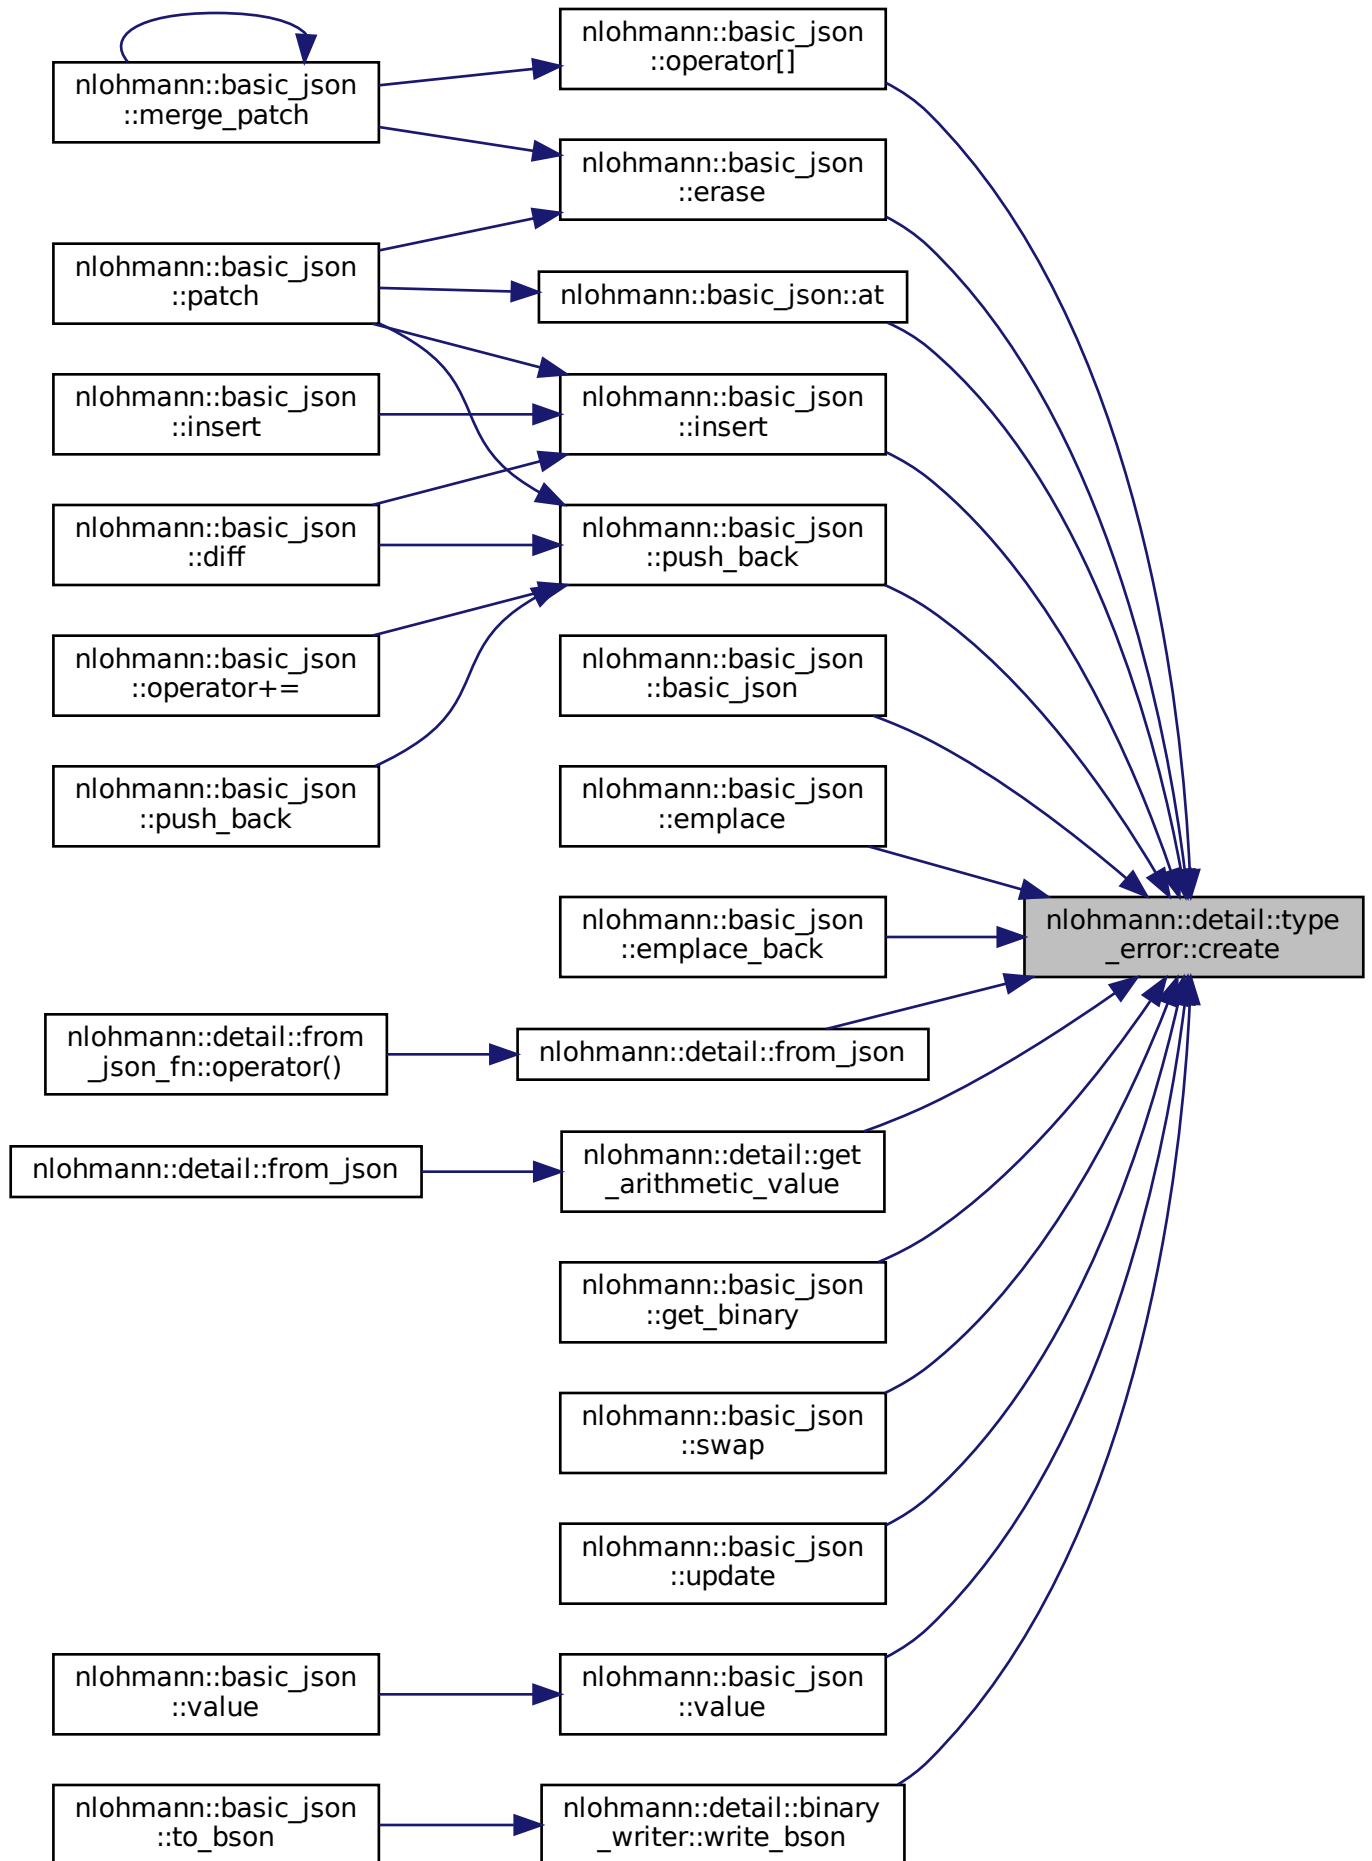 nlohmann::basic_json
::operator[]
nlohmann::basic_json
::merge_patch
nlohmann::basic_json
::erase
nlohmann::basic_json
::patch
nlohmann::basic_json::at
nlohmann::basic_json
::insert
nlohmann::basic_json
::insert
nlohmann::basic_json
::diff
nlohmann::basic_json
::push_back
nlohmann::basic_json
::operator+=
nlohmann::basic_json
::basic_json
nlohmann::basic_json
::push_back
nlohmann::basic_json
::emplace
nlohmann::basic_json
::emplace_back
nlohmann::detail::type
_error::create
nlohmann::detail::from
_json_fn::operator()
nlohmann::detail::from_json
nlohmann::detail::from_json
nlohmann::detail::get
_arithmetic_value
nlohmann::basic_json
::get_binary
nlohmann::basic_json
::swap
nlohmann::basic_json
::update
nlohmann::basic_json
::value
nlohmann::basic_json
::value
nlohmann::basic_json
::to_bson
nlohmann::detail::binary
_writer::write_bson